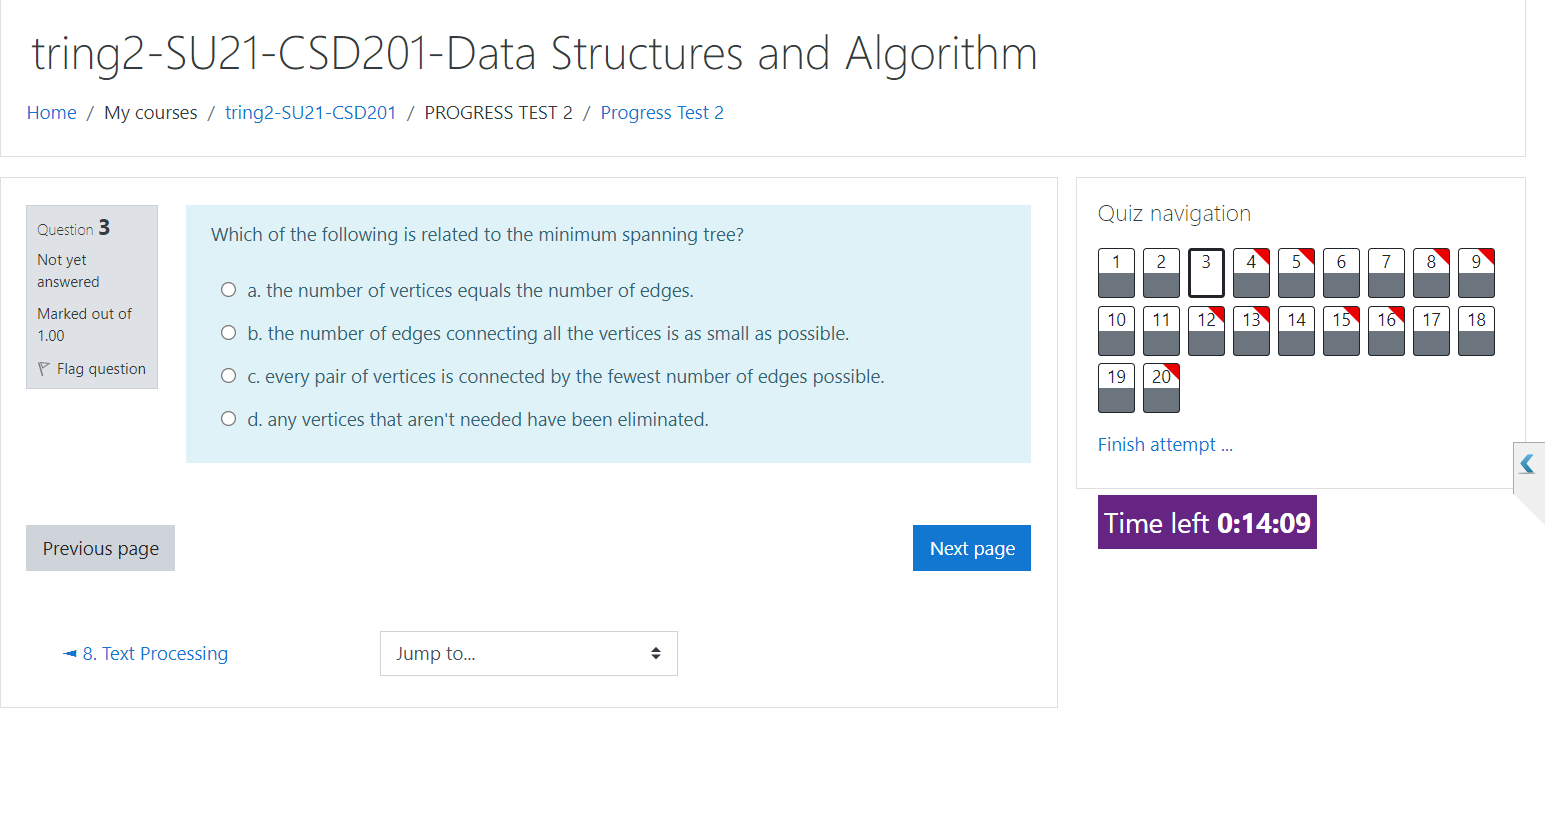 tring2-SU21-CSD201-Data Structures and Algorithm
Home / My courses / tring2-SU21-CSD201 / PROGRESS TEST 2 / Progress Test 2
Question 3
Not yet
answered
Marked out of
1.00
Flag question
Which of the following is related to the minimum spanning tree?
a. the number of vertices equals the number of edges.
b. the number of edges connecting all the vertices is as small as possible.
c. every pair of vertices is connected by the fewest number of edges possible.
d. any vertices that aren't needed have been eliminated.
Previous page
Next page
◄ 8. Text Processing
Jump to...
Quiz navigation
1 2 3 4 5 6 7 8 9
10 11 12 13 14 15 16 17 18
19 20
Finish attempt ...
Time left 0:14:09